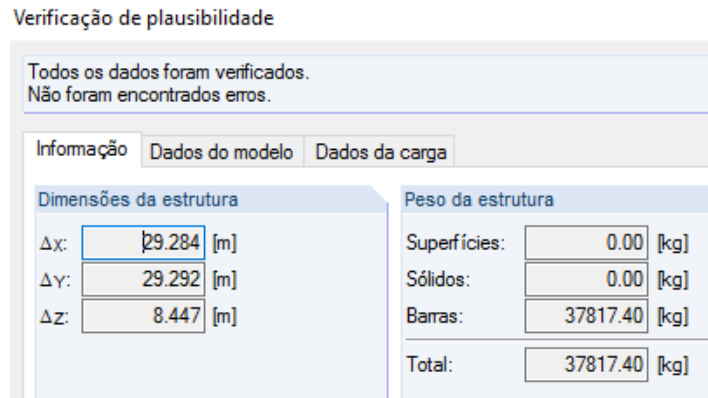 Verificação de plausibilidade
Todos os dados foram verificados.
Não foram encontrados erros.
Informação Dados do modelo Dados da carga
Dimensões da estrutura
ΔX: 29.284 [m]
ΔY: 29.292 [m]
ΔZ: 8.447 [m]
Peso da estrutura
Superfícies: 0.00 [kg]
Sólidos: 0.00 [kg]
Barras: 37817.40 [kg]
Total: 37817.40 [kg]